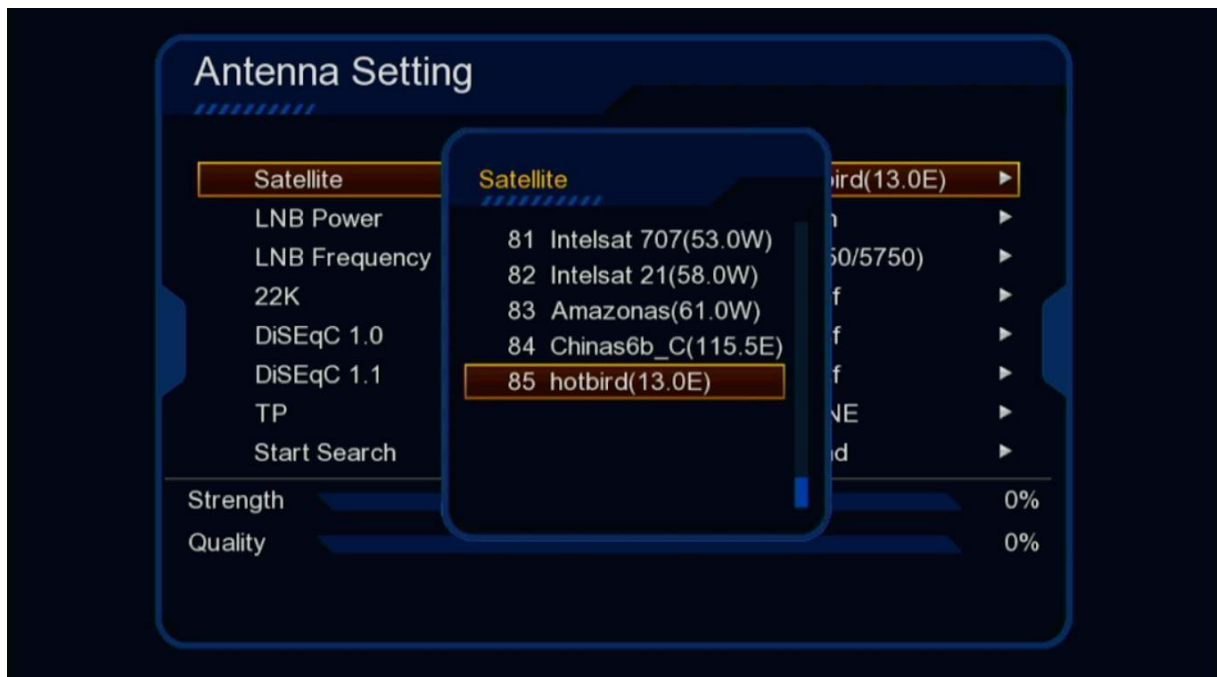 Antenna Setting
Satellite
Satellite
ird(13.0E)
LNB Power
81 Intelsat 707(53.0W)
LNB Frequency
82 Intelsat 21(58.0W)
50/5750)
22K
83 Amazonas(61.0W)
f
DiSEqC 1.0
84 Chinas6b_C(115.5E)
f
DiSEqC 1.1
85 hotbird(13.0E)
f
TP
NE
Start Search
d
Strength
0%
Quality
0%